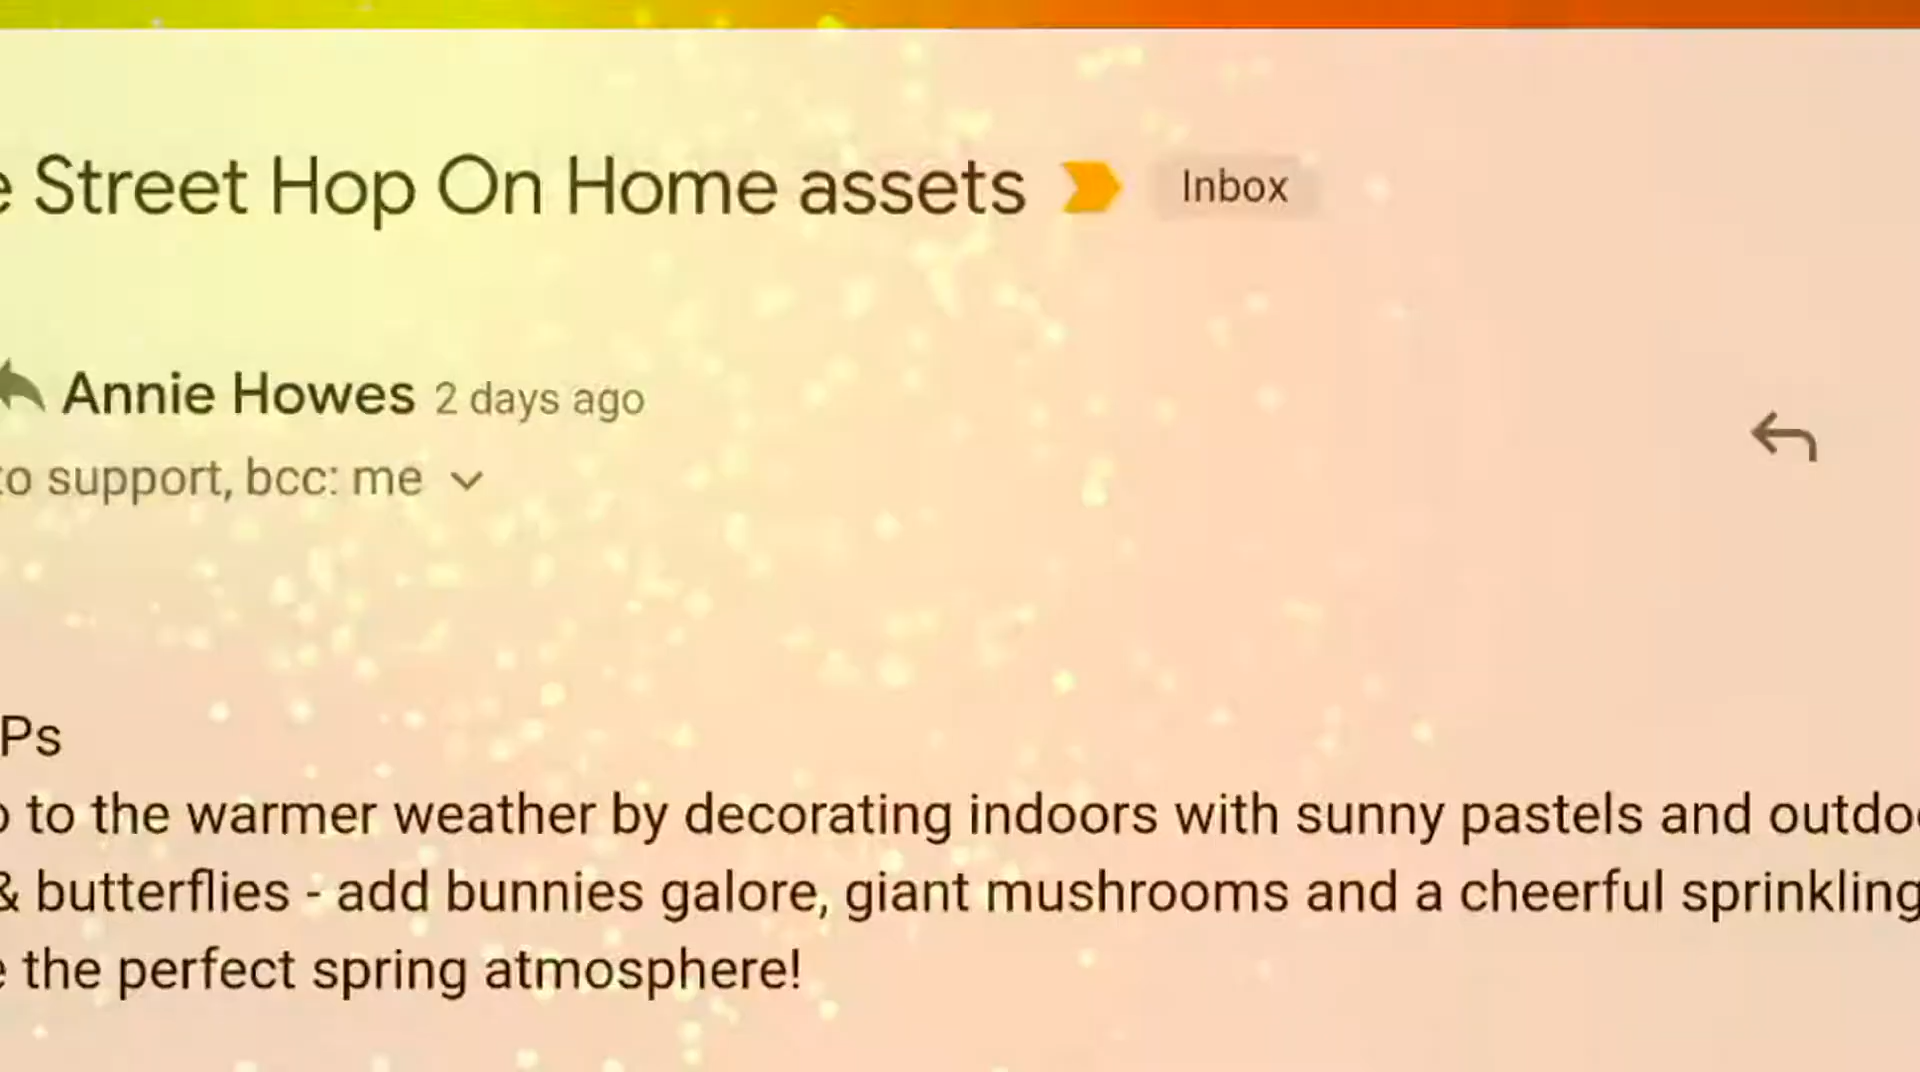 Street Hop On Home assets Inbox
Annie Howes 2 days ago
to support, bcc: me
Ps
to the warmer weather by decorating indoors with sunny pastels and
& butterflies - add bunnies galore, giant mushrooms and a cheerful sprinkling
the perfect spring atmosphere!